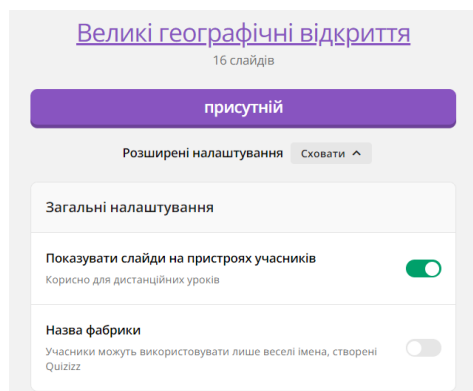 Великі географічні відкриття
16 слайдів
присутній
Розширені налаштування Сховати
Загальні налаштування
Показувати слайди на пристроях учасників
Корисно для дистанційних уроків
Назва фабрики
Учасники можуть використовувати лише веселі імена, створені
Quizizz